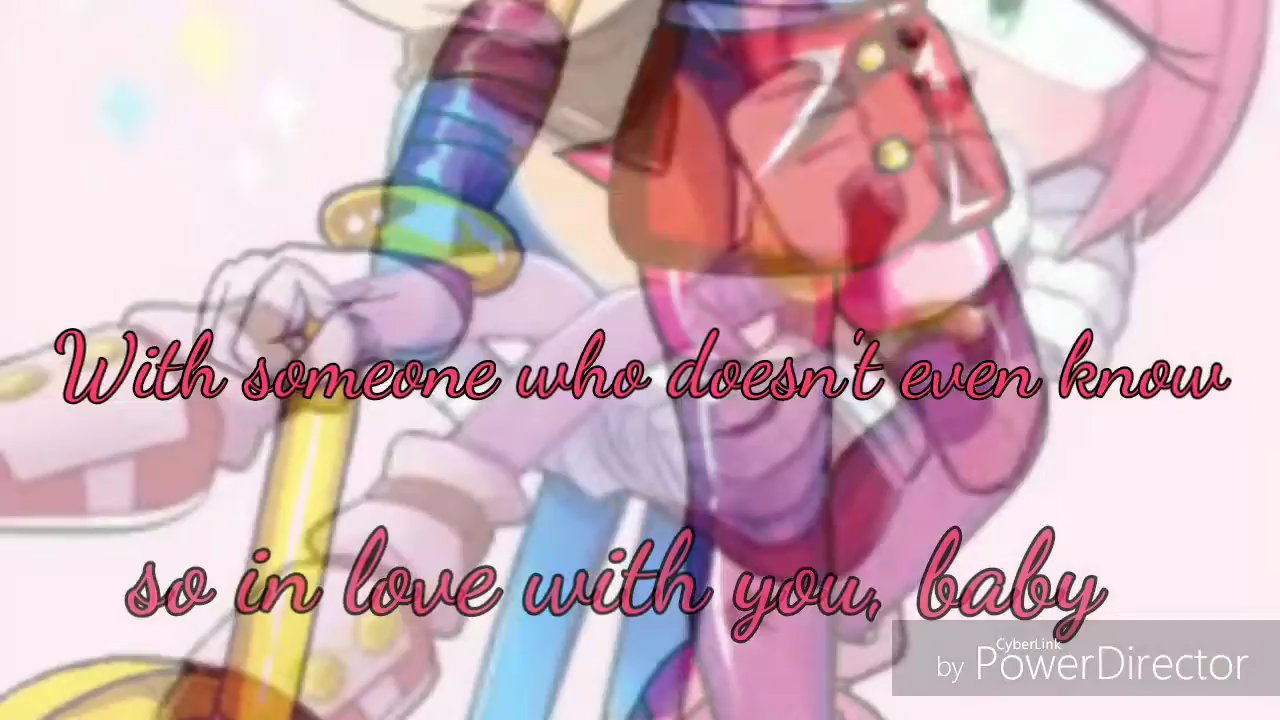 With someone who doesn't even know
so in love with you, baby
CyberLink
by PowerDirector